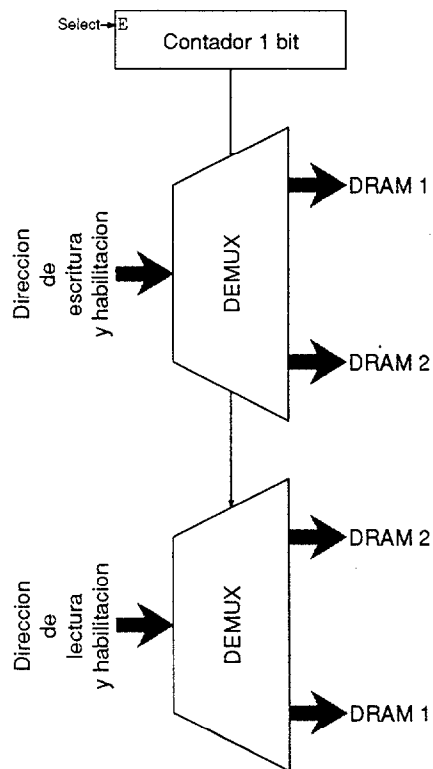 Select E
Contador 1 bit
DRAM 1
Direccion
de
escritura
y habilitacion
DEMUX
DRAM 2
DRAM 2
Direccion
de
lectura
y habilitacion
DEMUX
DRAM 1